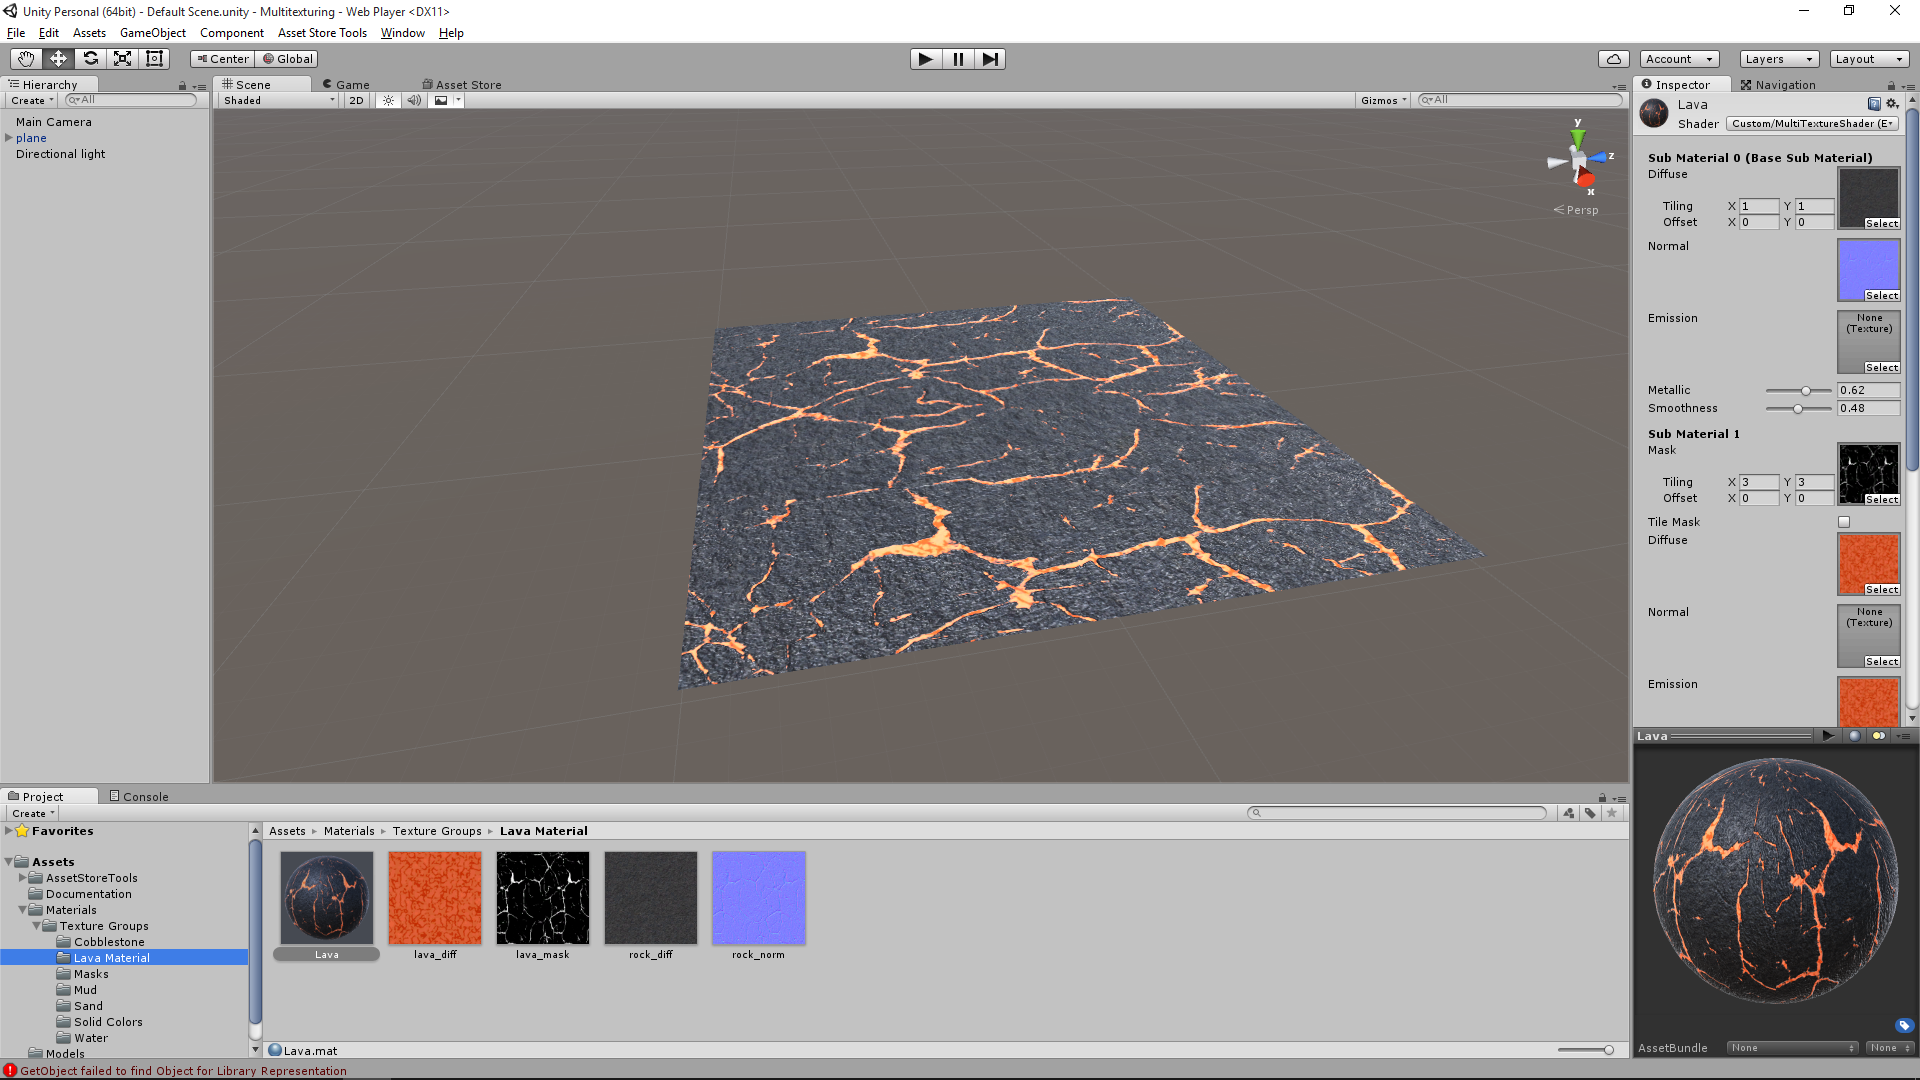 Unity Personal (64bit) - Default Scene.unity - Multitexturing - Web Player <DX11>
File Edit Assets GameObject Component Asset Store Tools Window Help
Center Global Account Layers Layout
Hierarchy Scene Game Asset Store Inspector Navigation
Create All Shaded 2D Gizmos All
Main Camera
plane
Directional light
y
z
x
Persp
Lava
Shader Custom/MultiTextureShader (E
Sub Material 0 (Base Sub Material)
Diffuse
Tiling X 1 Y 1
Offset X 0 Y 0
Select
Normal
Select
Emission
None
(Texture)
Select
Metallic 0.62
Smoothness 0.48
Sub Material 1
Mask
Tiling X 3 Y 3
Offset X 0 Y 0
Select
Tile Mask
Diffuse
Select
Normal
None
(Texture)
Select
Emission
Lava
AssetBundle None None
Project Console
Create
Favorites
Assets
AssetStoreTools
Documentation
Materials
Texture Groups
Cobblestone
Lava Material
Masks
Mud
Sand
Solid Colors
Water
Models
Assets Materials Texture Groups Lava Material
Lava lava_diff lava_mask rock_diff rock_norm
Lava.mat
GetObject failed to find Object for Library Representation